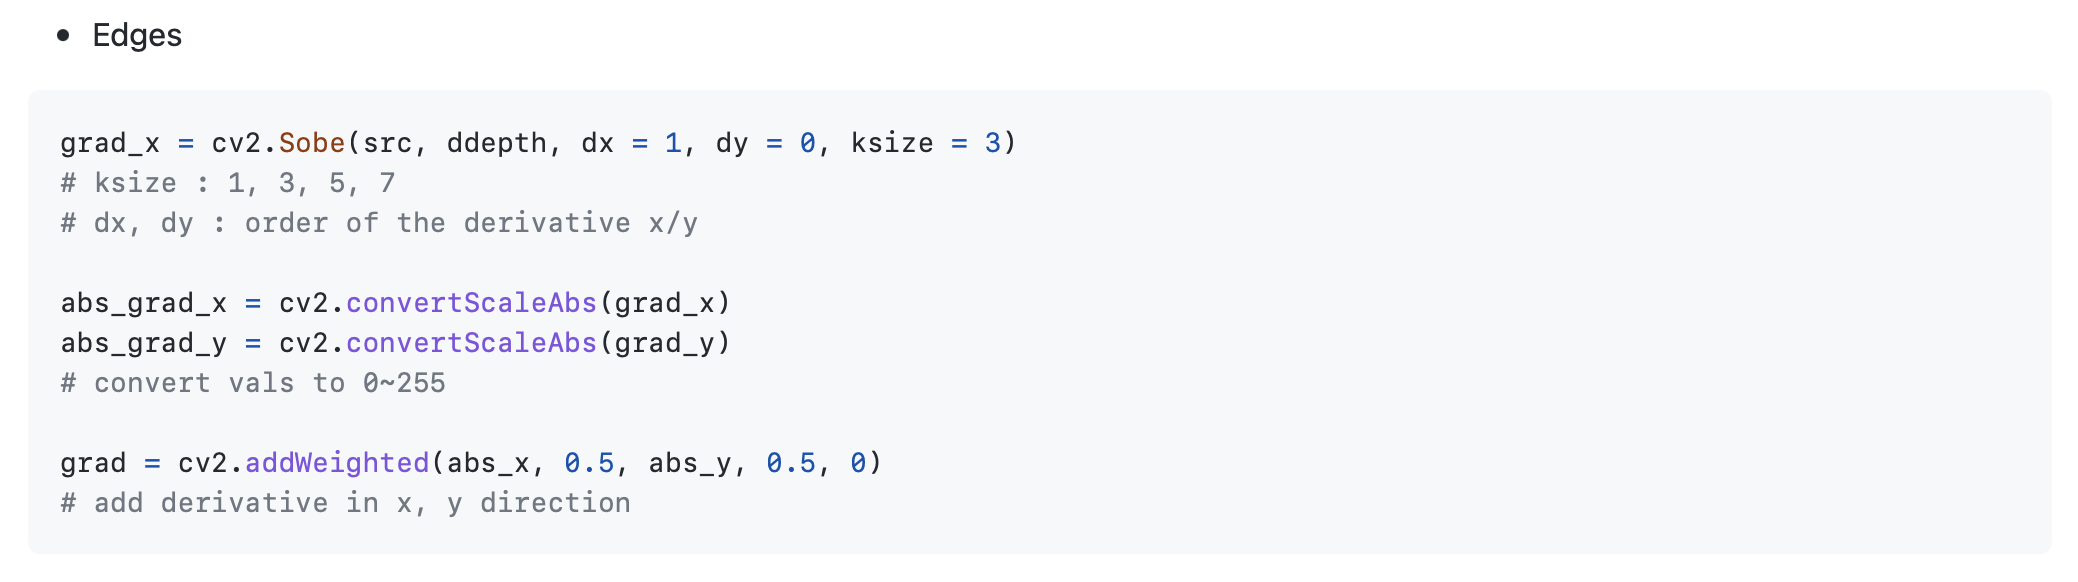 • Edges
grad_x = cv2.Sobe(src, ddepth, dx = 1, dy = 0, ksize = 3)
# ksize : 1, 3, 5, 7
# dx, dy : order of the derivative x/y
abs_grad_x = cv2.convertScaleAbs(grad_x)
abs_grad_y = cv2.convertScaleAbs(grad_y)
# convert vals to 0~255
grad = cv2.addWeighted(abs_x, 0.5, abs_y, 0.5, 0)
# add derivative in x, y direction